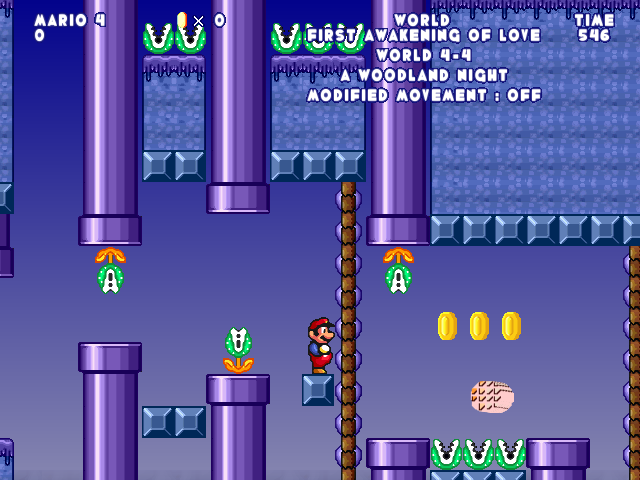 MARIO 4 × 0 WORLD TIME
0 FIRST AWAKENING OF LOVE 546
WORLD 4-4
A WOODLAND NIGHT
MODIFIED MOVEMENT : OFF